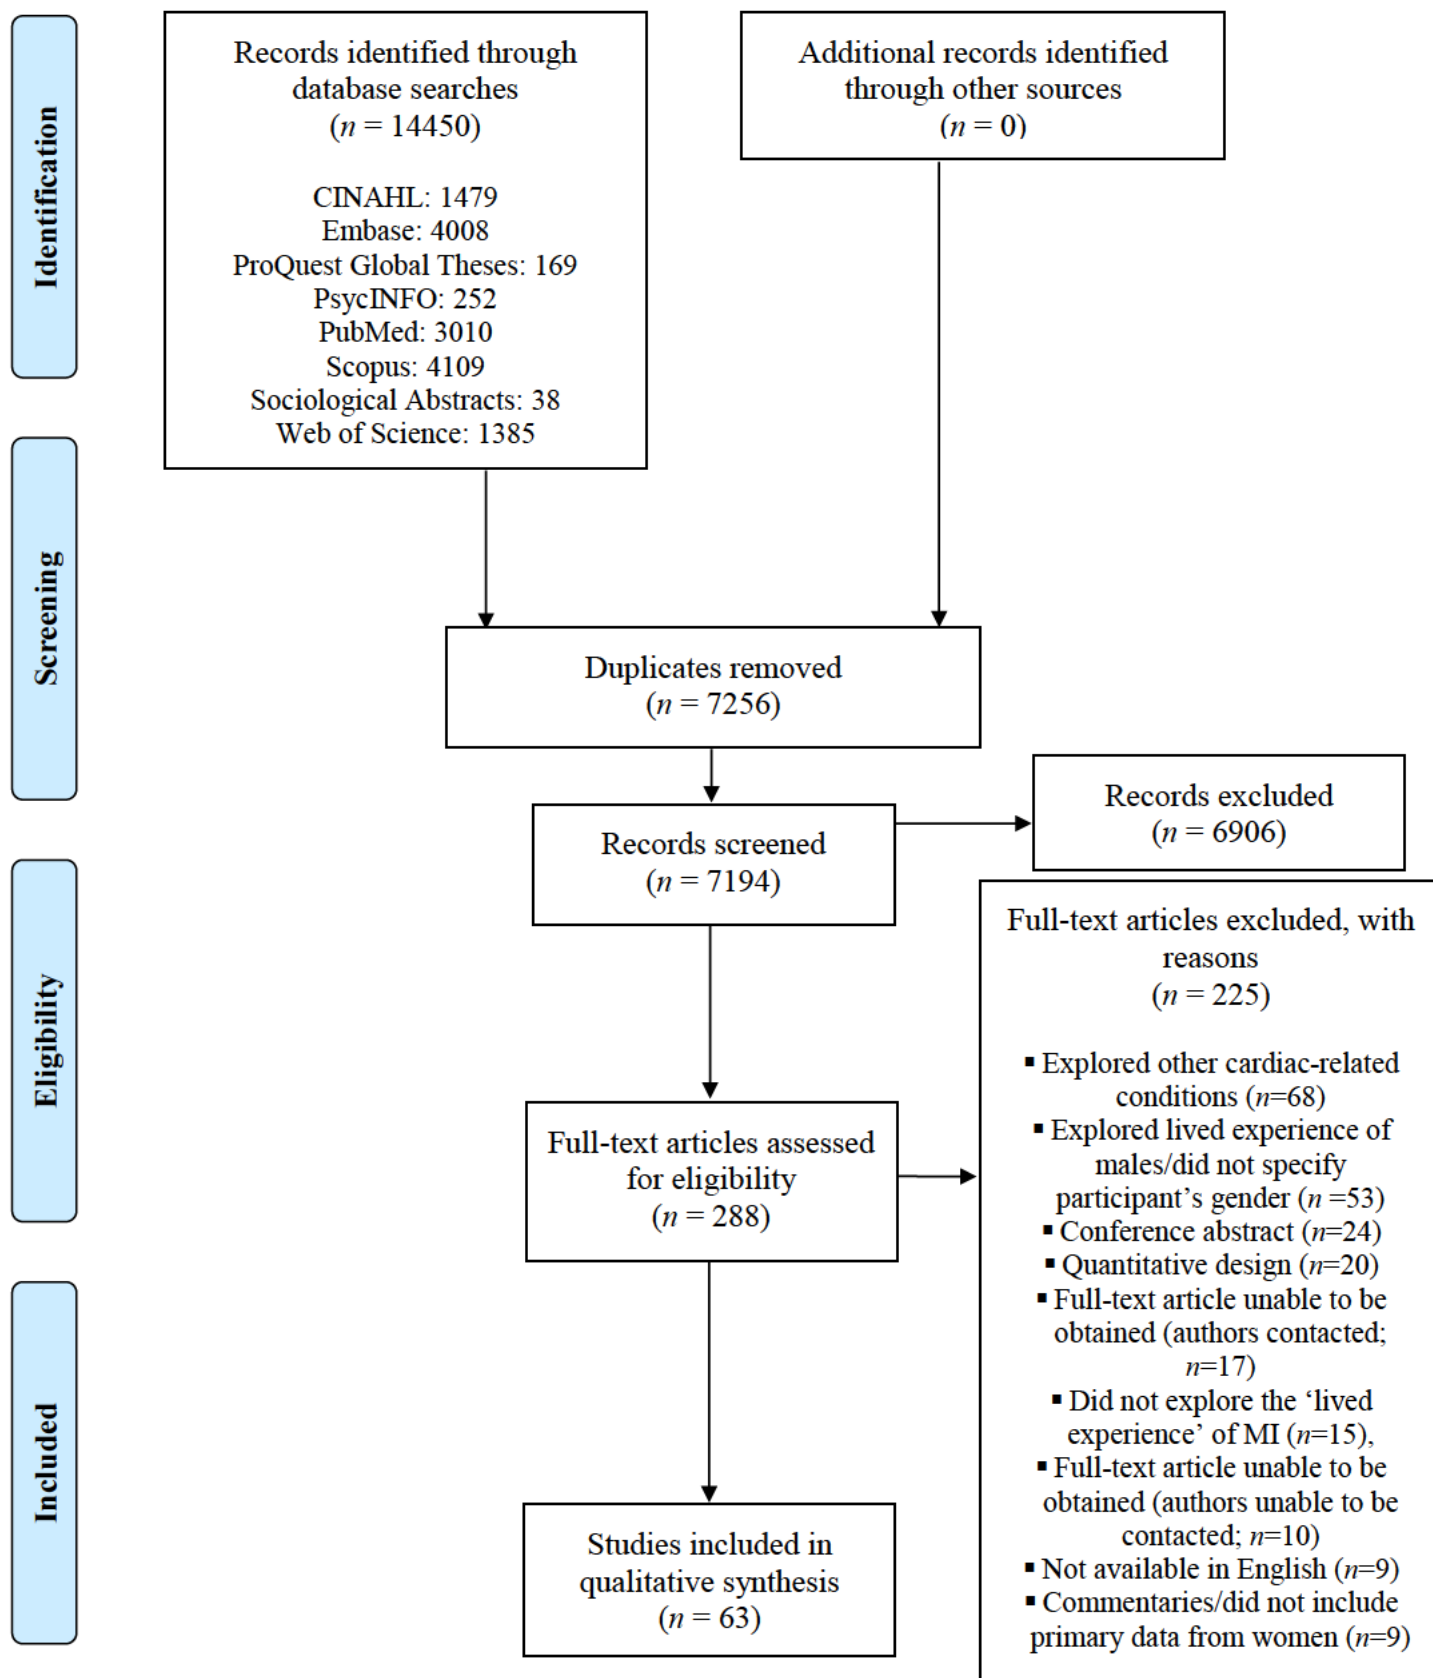 Identification
Records identified through
database searches
(n = 14450)
CINAHL: 1479
Embase: 4008
ProQuest Global Theses: 169
PsycINFO: 252
PubMed: 3010
Scopus: 4109
Sociological Abstracts: 38
Web of Science: 1385
Additional records identified
through other sources
(n = 0)
Screening
Duplicates removed
(n = 7256)
Records screened
(n = 7194)
Records excluded
(n = 6906)
Eligibility
Full-text articles assessed
for eligibility
(n = 288)
Full-text articles excluded, with
reasons
(n = 225)
▪ Explored other cardiac-related
conditions (n=68)
▪ Explored lived experience of
males/did not specify
participant’s gender (n =53)
▪ Conference abstract (n=24)
▪ Quantitative design (n=20)
▪ Full-text article unable to be
obtained (authors contacted;
n=17)
▪ Did not explore the ‘lived
experience’ of MI (n=15),
▪ Full-text article unable to be
obtained (authors unable to be
contacted; n=10)
▪ Not available in English (n=9)
▪ Commentaries/did not include
primary data from women (n=9)
Included
Studies included in
qualitative synthesis
(n = 63)